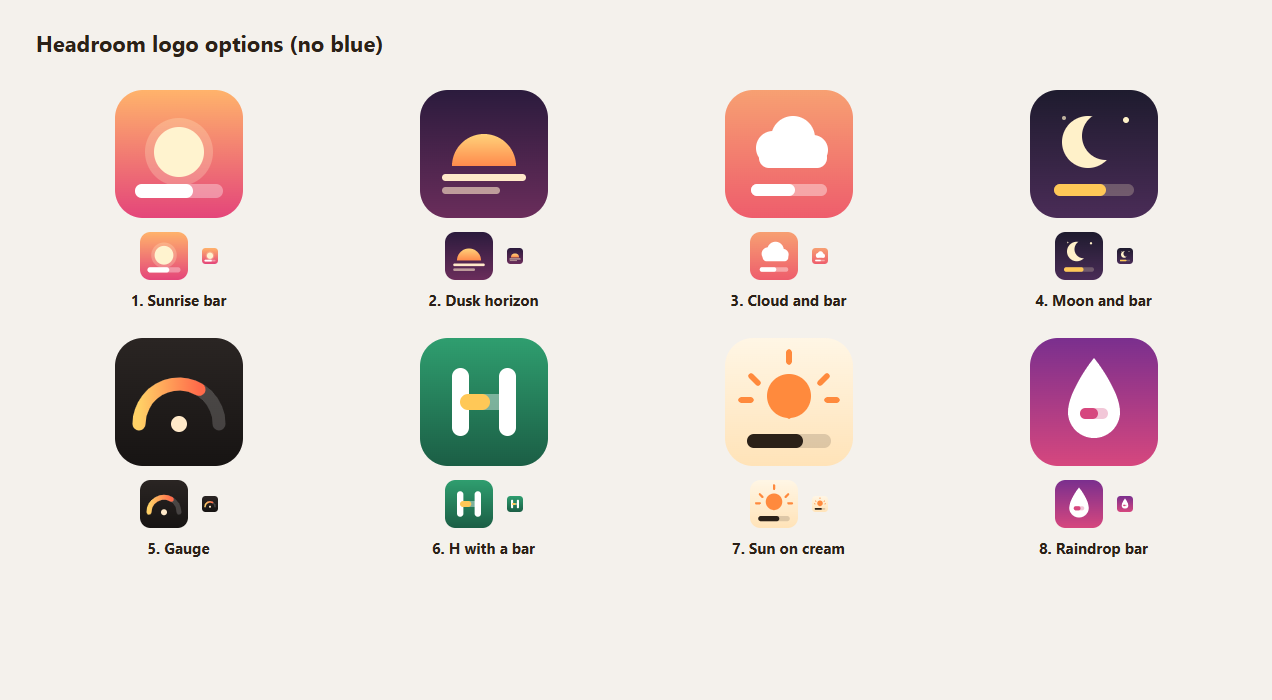 Headroom logo options (no blue)
1. Sunrise bar
2. Dusk horizon
3. Cloud and bar
4. Moon and bar
H
5. Gauge
6. H with a bar
7. Sun on cream
8. Raindrop bar